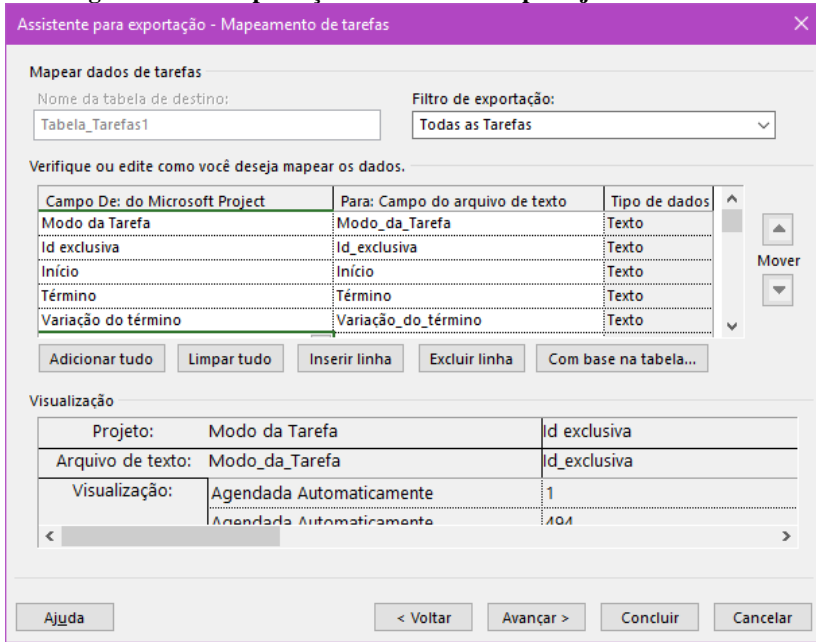 Assistente para exportação - Mapeamento de tarefas
Mapear dados de tarefas
Nome da tabela de destino: Filtro de exportação:
Tabela_Tarefas1 Todas as Tarefas
Verifique ou edite como você deseja mapear os dados.
Campo De: do Microsoft Project Para: Campo do arquivo de texto Tipo de dados
Modo da Tarefa Modo_da_Tarefa Texto
Id exclusiva Id_exclusiva Texto
Início Início Texto
Término Término Texto
Variação do término Variação_do_término Texto
Mover
Adicionar tudo Limpar tudo Inserir linha Excluir linha Com base na tabela...
Visualização
Projeto: Modo da Tarefa Id exclusiva
Arquivo de texto: Modo_da_Tarefa Id_exclusiva
Visualização: Agendada Automaticamente 1
Agendada Automaticamente 494
Ajuda < Voltar Avançar > Concluir Cancelar